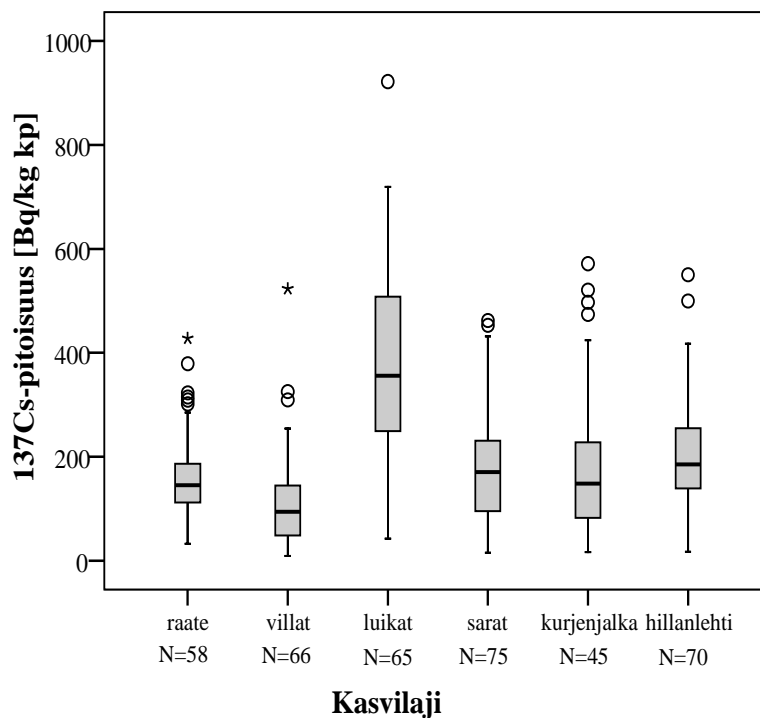 137Cs-pitoisuus [Bq/kg kp]
1000
800
600
400
200
0
raate villat luikat sarat kurjenjalka hillanlehti
N=58 N=66 N=65 N=75 N=45 N=70
Kasvilaji